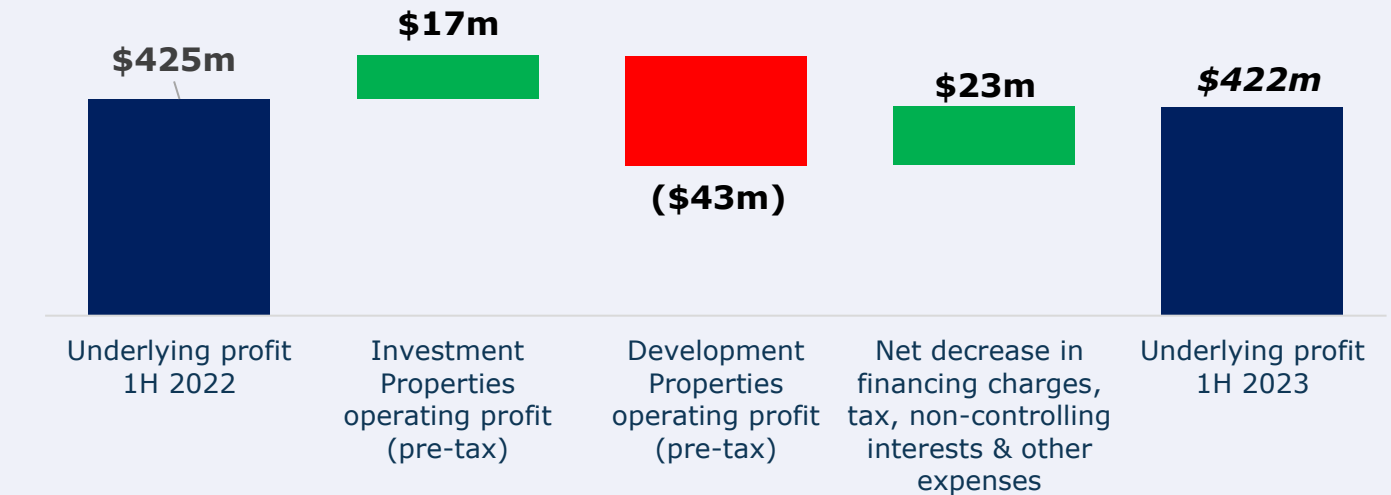 $425m
$17m
($43m)
$23m
$422m
Underlying profit
1H 2022
Investment
Properties
operating profit
(pre-tax)
Development
Properties
operating profit
(pre-tax)
Net decrease in
financing charges,
tax, non-controlling
interests & other
expenses
Underlying profit
1H 2023